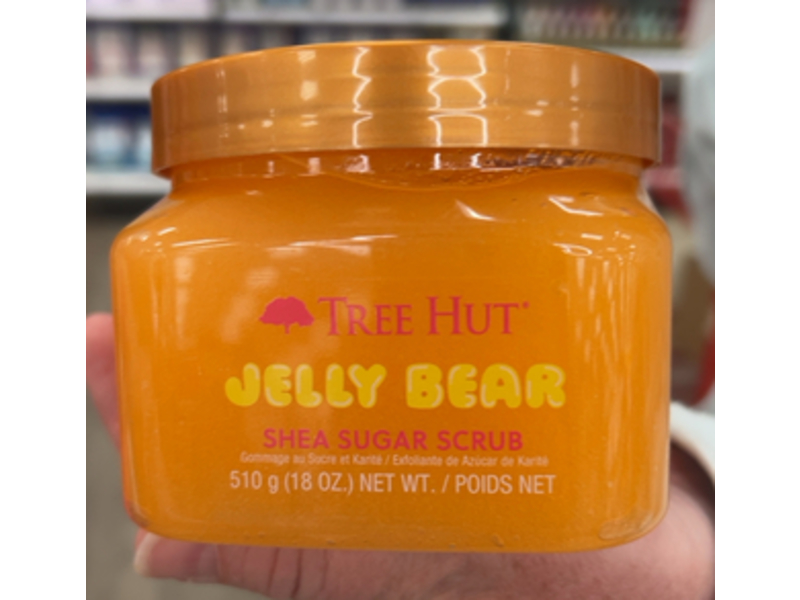 TREE HUT®
JELLY BEAR
SHEA SUGAR SCRUB
Gommage au Sucre et Karité / Exfoliante de Azúcar de Karité
510 g (18 OZ.) NET WT. / POIDS NET